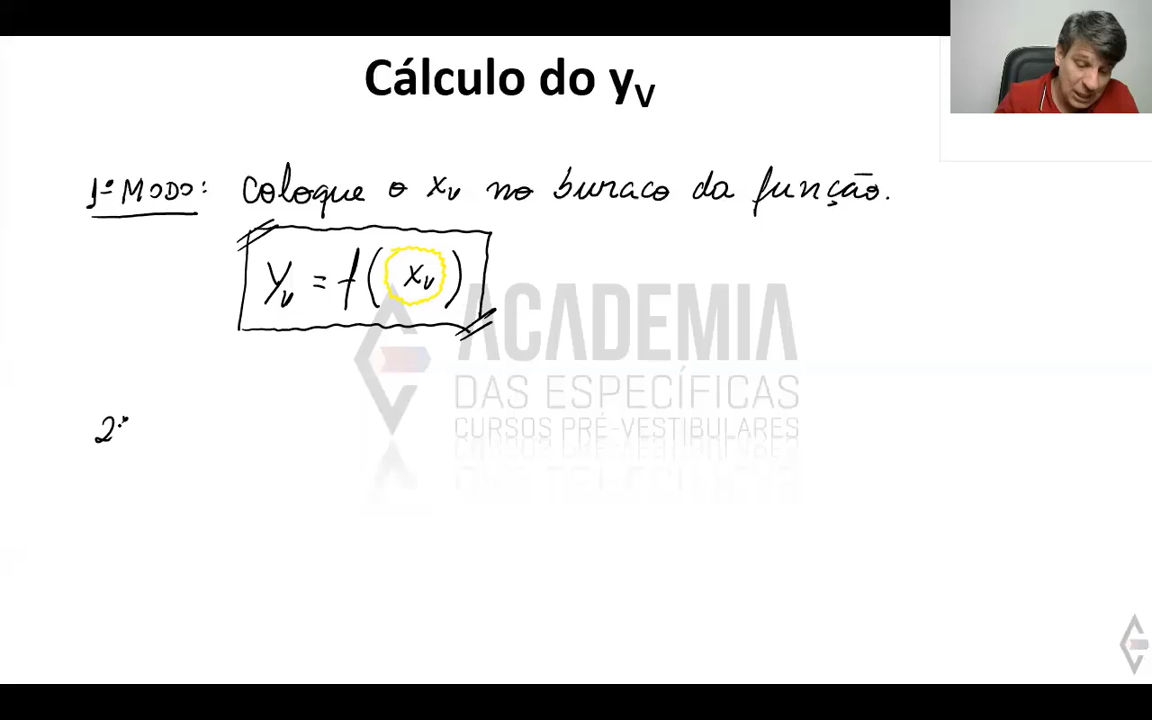 Cálculo do yV
1º MODO: coloque o xv no buraco da função.
yv = f(xv)
ACADEMIA
DAS ESPECÍFICAS
CURSOS PRÉ-VESTIBULARES
2º